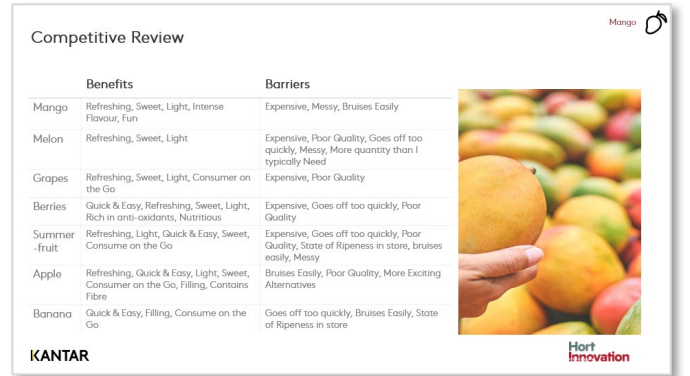 Mango
Competitive Review
Benefits Barriers
Mango Refreshing, Sweet, Light, Intense Expensive, Messy, Bruises Easily
Flavour, Fun
Melon Refreshing, Sweet, Light Expensive, Poor Quality, Goes off too
quickly, Messy, More quantity than I
typically Need
Grapes Refreshing, Sweet, Light, Consumer on Expensive, Poor Quality
the Go
Berries Quick & Easy, Refreshing, Sweet, Light, Expensive, Goes off too quickly, Poor
Rich in anti-oxidants, Nutritious Quality
Summer Refreshing, Light, Quick & Easy, Sweet, Expensive, Goes off too quickly, Poor
-fruit Consume on the Go Quality, State of Ripeness in store, bruises
easily, Messy
Apple Refreshing, Quick & Easy, Light, Sweet, Bruises Easily, Poor Quality, More Exciting
Consumer on the Go, Filling, Contains Alternatives
Fibre
Banana Quick & Easy, Filling, Consume on the Goes off too quickly, Bruises Easily, State
Go of Ripeness in store
KANTAR
Hort
Innovation